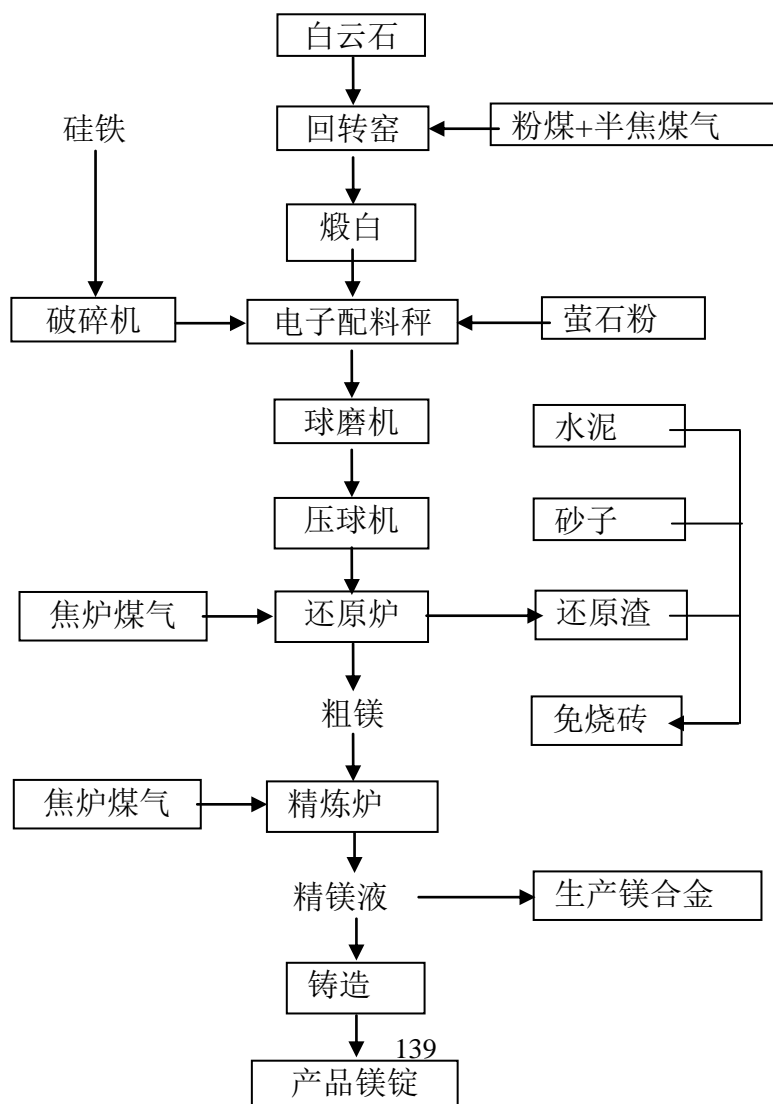 白云石
硅铁
回转窑
粉煤+半焦煤气
煅白
破碎机
电子配料秤
萤石粉
球磨机
水泥
压球机
砂子
焦炉煤气
还原炉
还原渣
粗镁
免烧砖
焦炉煤气
精炼炉
精镁液
生产镁合金
铸造
139
产品镁锭